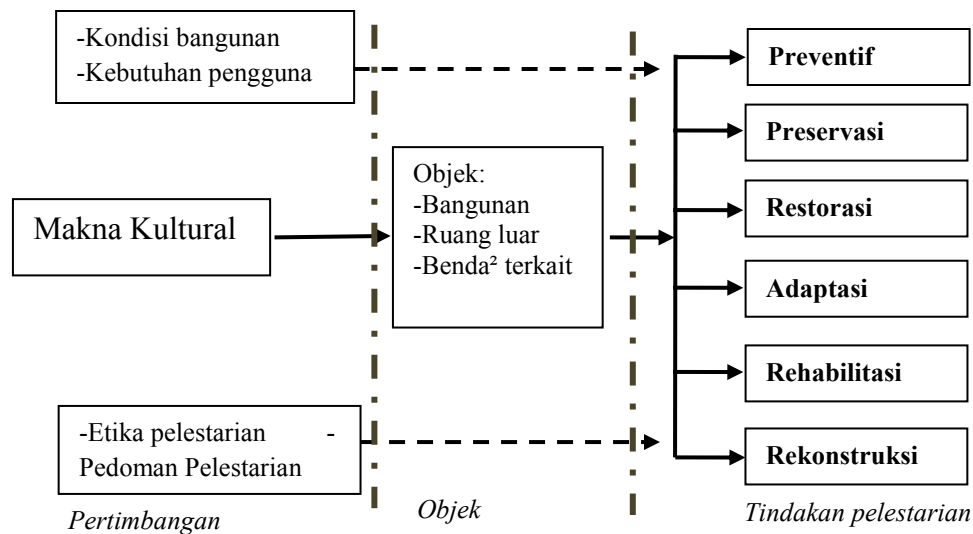 -Kondisi bangunan
-Kebutuhan pengguna
Makna Kultural
-Etika pelestarian -
Pedoman Pelestarian
Pertimbangan
Objek:
-Bangunan
-Ruang luar
-Benda² terkait
Objek
Preventif
Preservasi
Restorasi
Adaptasi
Rehabilitasi
Rekonstruksi
Tindakan pelestarian